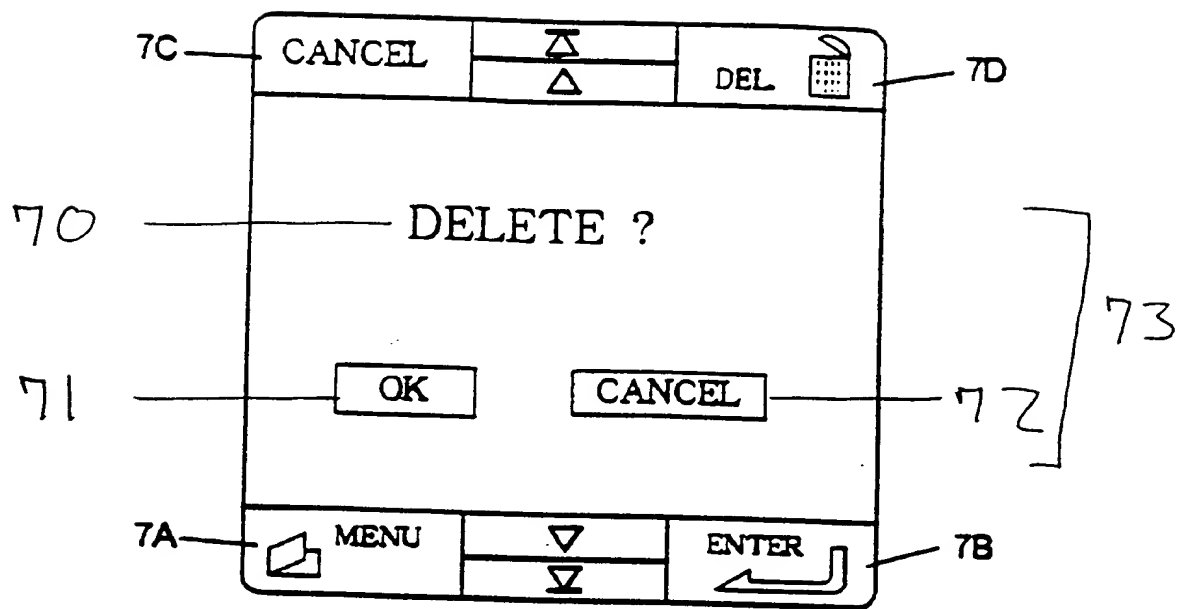 7C CANCEL DEL. 7D
70 DELETE ?
73
71 OK CANCEL 72
7A MENU ENTER 7B